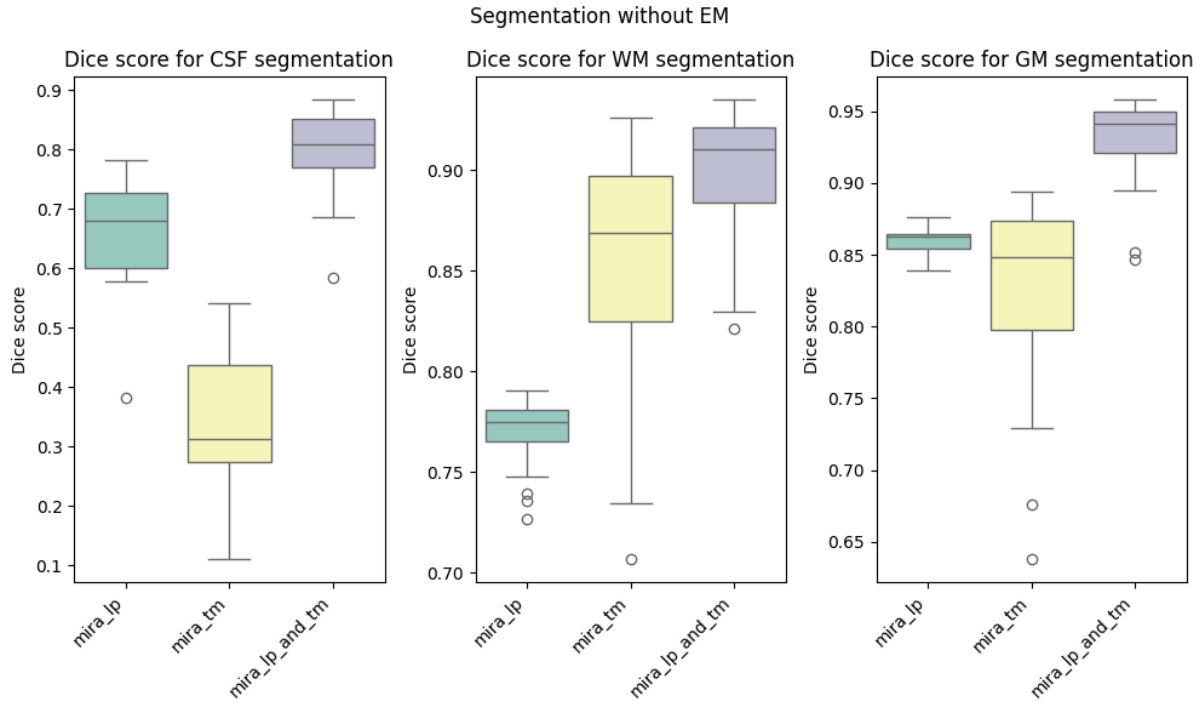 Segmentation without EM
Dice score for CSF segmentation
Dice score
0.9
0.8
0.7
0.6
0.5
0.4
0.3
0.2
0.1
mira_lp
mira_tm
mira_lp_and_tm
Dice score for WM segmentation
Dice score
0.90
0.85
0.80
0.75
0.70
mira_lp
mira_tm
mira_lp_and_tm
Dice score for GM segmentation
Dice score
0.95
0.90
0.85
0.80
0.75
0.70
0.65
mira_lp
mira_tm
mira_lp_and_tm